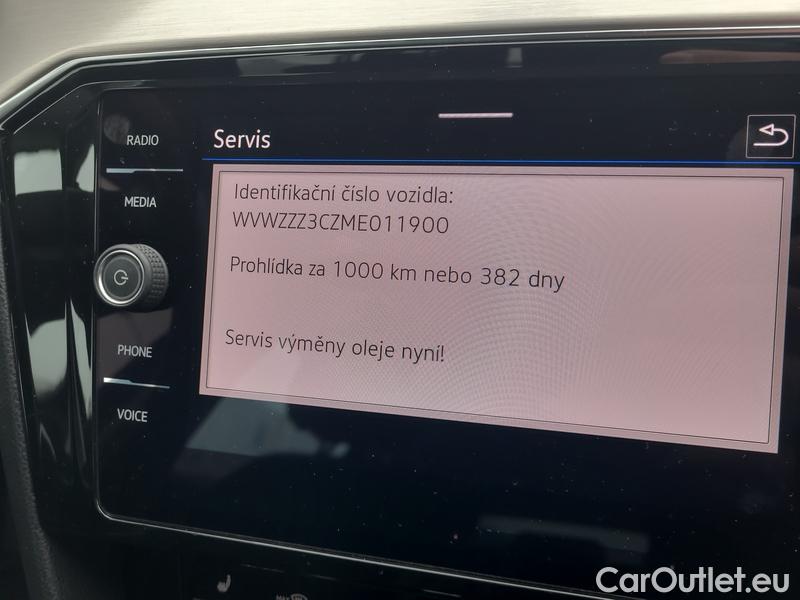 RADIO
Servis
MEDIA
Identifikační číslo vozidla:
WVWZZZ3CZME011900
Prohlídka za 1000 km nebo 382 dny
PHONE
Servis výměny oleje nyní!
VOICE
MAX
CarOutlet.eu